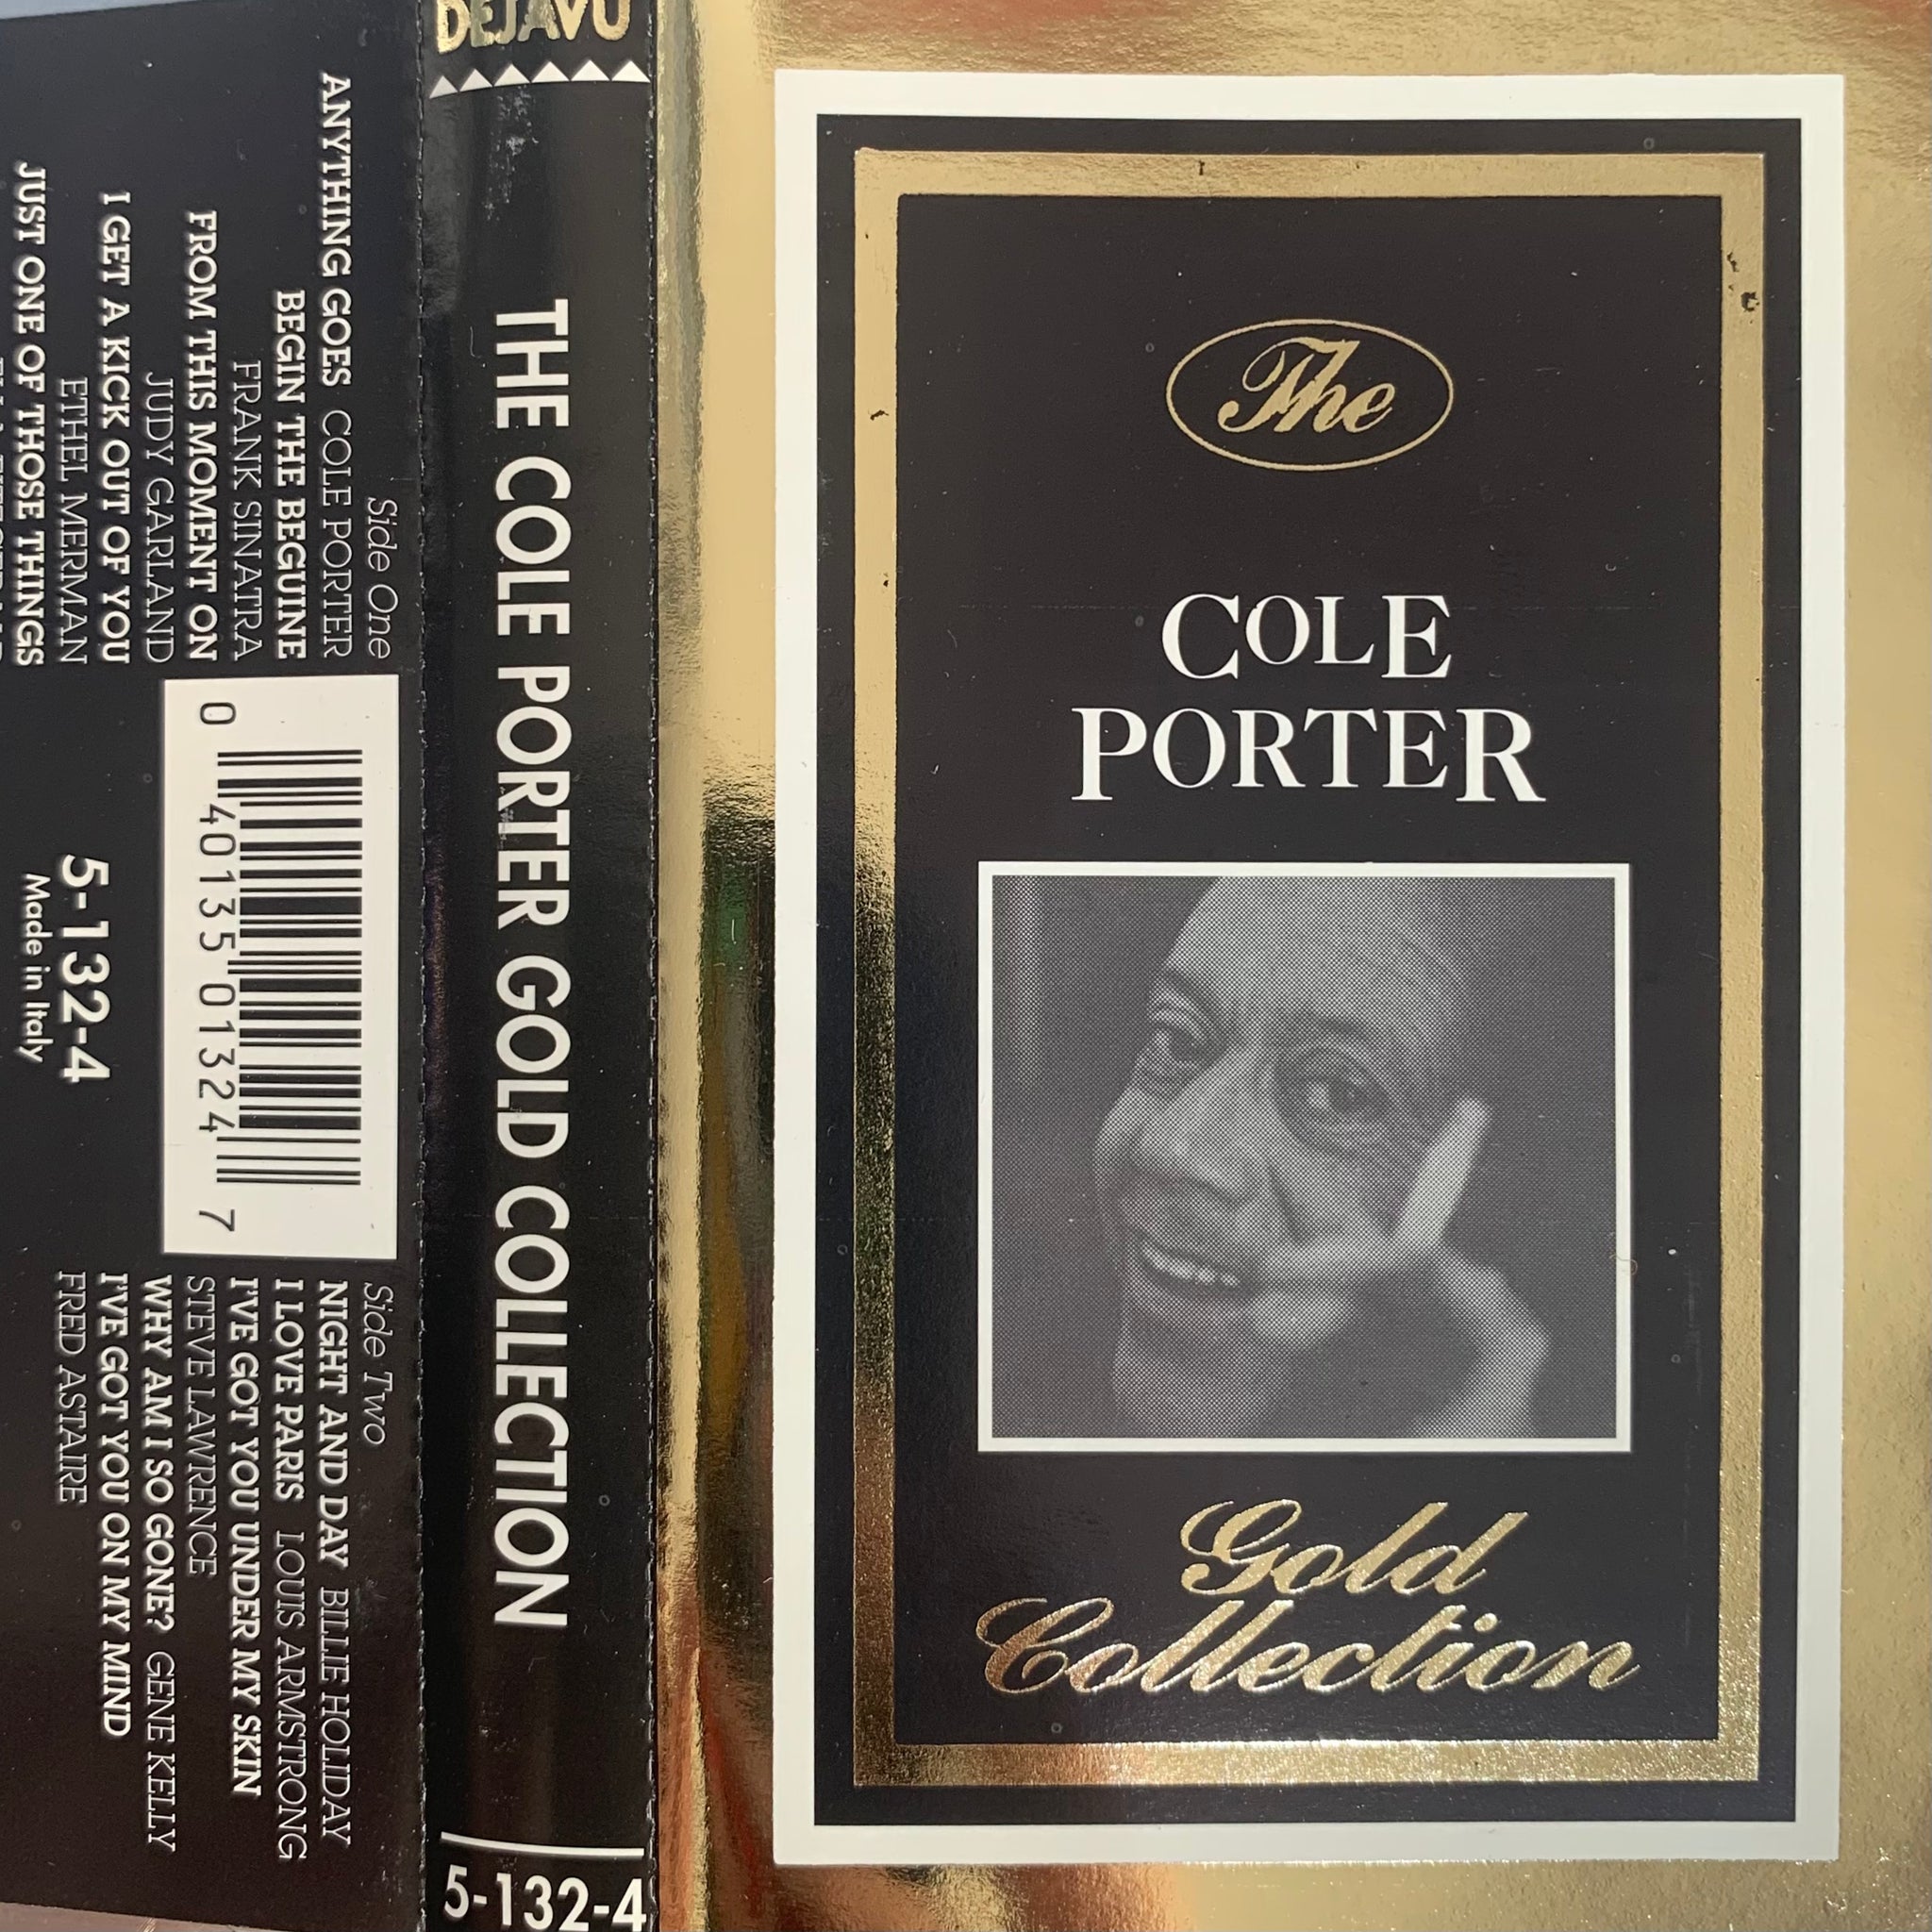 The
COLE
PORTER
Gold
Collection
DEJAVU
THE COLE PORTER GOLD COLLECTION
5-132-4
Side One
ANYTHING GOES COLE PORTER
BEGIN THE BEGUINE
FRANK SINATRA
FROM THIS MOMENT ON
JUDY GARLAND
I GET A KICK OUT OF YOU
ETHEL MERMAN
JUST ONE OF THOSE THINGS
0 40135 01324 7
5-132-4
Made in Italy
Side Two
NIGHT AND DAY BILLIE HOLIDAY
I LOVE PARIS LOUIS ARMSTRONG
I'VE GOT YOU UNDER MY SKIN
STEVE LAWRENCE
WHY AM I SO GONE? GENE KELLY
I'VE GOT YOU ON MY MIND
FRED ASTAIRE